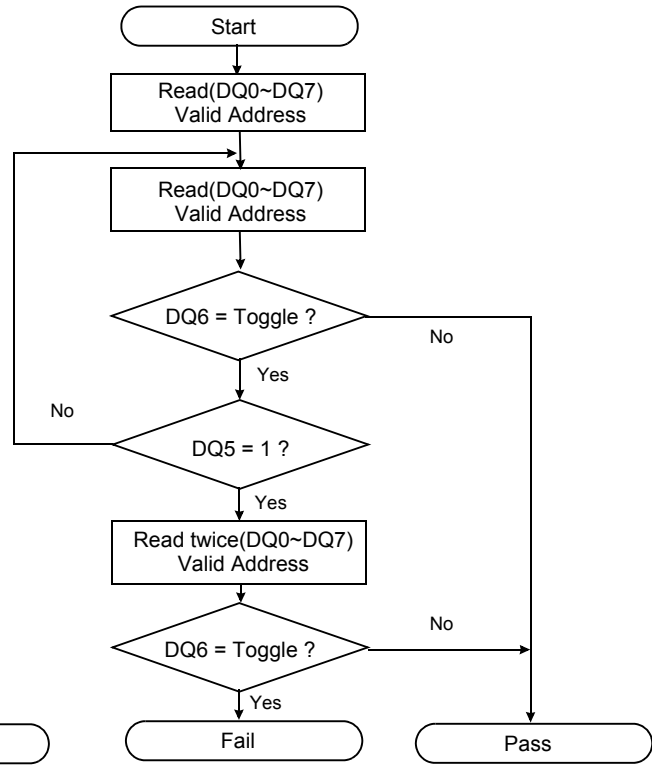 Start
Read(DQ0~DQ7)
Valid Address
Read(DQ0~DQ7)
Valid Address
DQ6 = Toggle ?
No
Yes
No
DQ5 = 1 ?
Yes
Read twice(DQ0~DQ7)
Valid Address
No
DQ6 = Toggle ?
Yes
Fail
Pass